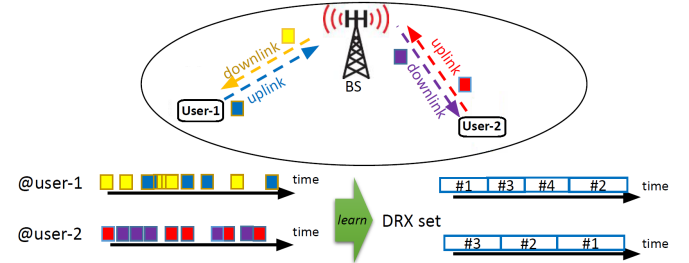 downlink
uplink
BS
uplink
downlink
User-1
User-2
@user-1
time
learn
DRX set
#1 #3 #4 #2
time
@user-2
time
#3 #2 #1
time